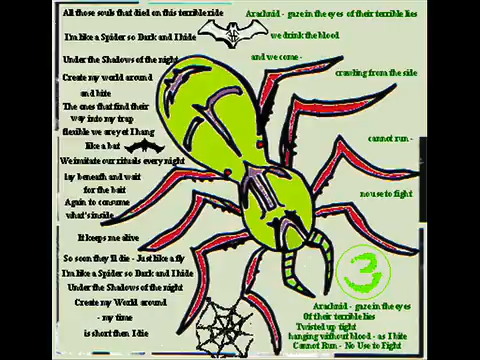 All those souls that died on this terrible ride
I'm like a Spider so Dark and I hide
Under the Shadows of the night
Create my world around
and bite
The ones that find their
way into my trap
flexible we are yet I hang
like a bat
We imitate our rituals every night
lay beneath and wait
for the bait
Again to consume
what's inside
It keeps me alive
So soon they'll die - Just like a fly
I'm like a Spider so Dark and I Hide
Under the Shadows of the night
Create my World around
- my time
is short then I die
Arachnid - gaze in the eyes of their terrible lies
we drink the blood
and we come -
crawling from the side
cannot run -
no use to fight
3
Arachnid - gaze in the eyes
Of their terrible lies
Twisted up tight
hanging without blood - as I bite
Cannot Run - No Use to Fight